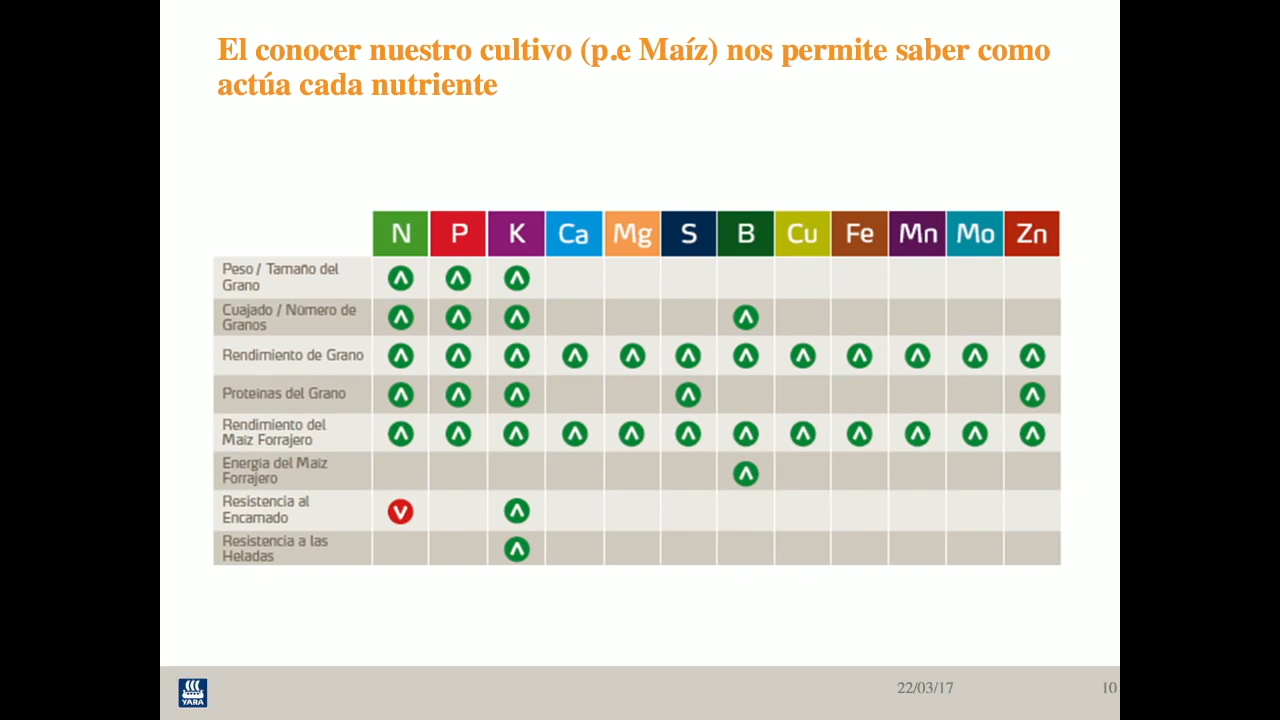 El conocer nuestro cultivo (p.e Maíz) nos permite saber como
actúa cada nutriente
N P K Ca Mg S B Cu Fe Mn Mo Zn
Peso / Tamaño del
Grano
Cuajado / Número de
Granos
Rendimiento de Grano
Proteinas del Grano
Rendimiento del
Maiz Forrajero
Energia del Maiz
Forrajero
Resistencia al
Encamado
Resistencia a las
Heladas
YARA
22/03/17
10